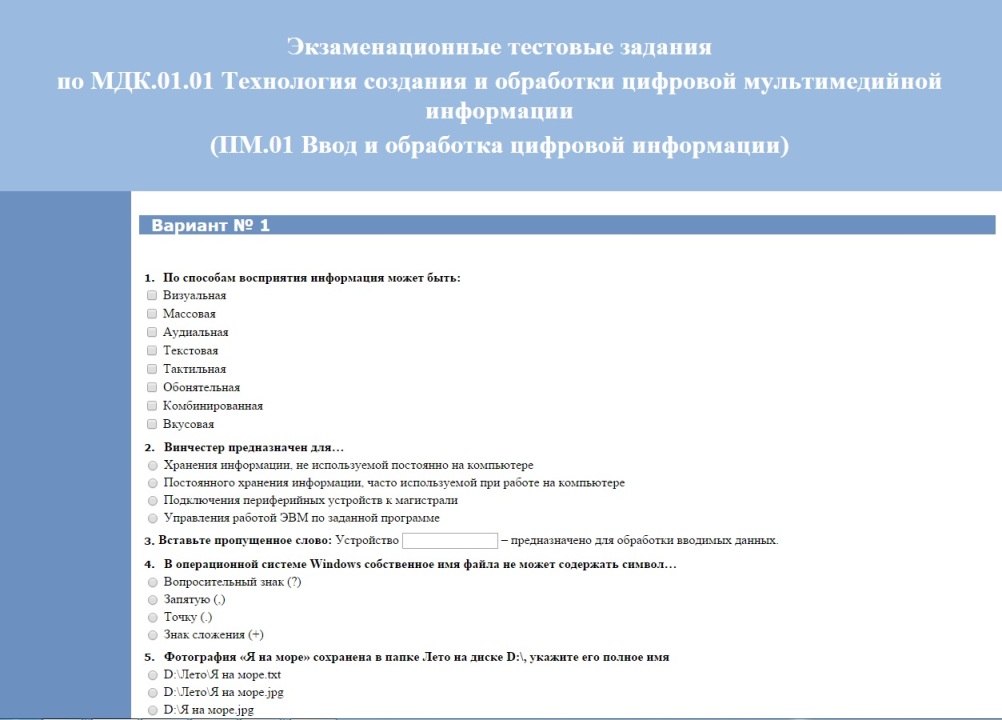 Экзаменационные тестовые задания
по МДК.01.01 Технология создания и обработки цифровой мультимедийной
информации
(ПМ.01 Ввод и обработка цифровой информации)
Вариант № 1
1. По способам восприятия информация может быть:
Визуальная
Массовая
Аудиальная
Текстовая
Тактильная
Обонятельная
Комбинированная
Вкусовая
2. Винчестер предназначен для…
Хранения информации, не используемой постоянно на компьютере
Постоянного хранения информации, часто используемой при работе на компьютере
Подключения периферийных устройств к магистрали
Управления работой ЭВМ по заданной программе
3. Вставьте пропущенное слово: Устройство – предназначено для обработки вводимых данных.
4. В операционной системе Windows собственное имя файла не может содержать символ…
Вопросительный знак (?)
Запятую (,)
Точку (.)
Знак сложения (+)
5. Фотография «Я на море» сохранена в папке Лето на диске D:\, укажите его полное имя
D:\Лето\Я на море.txt
D:\Лето\Я на море.jpg
D:\Я на море.jpg